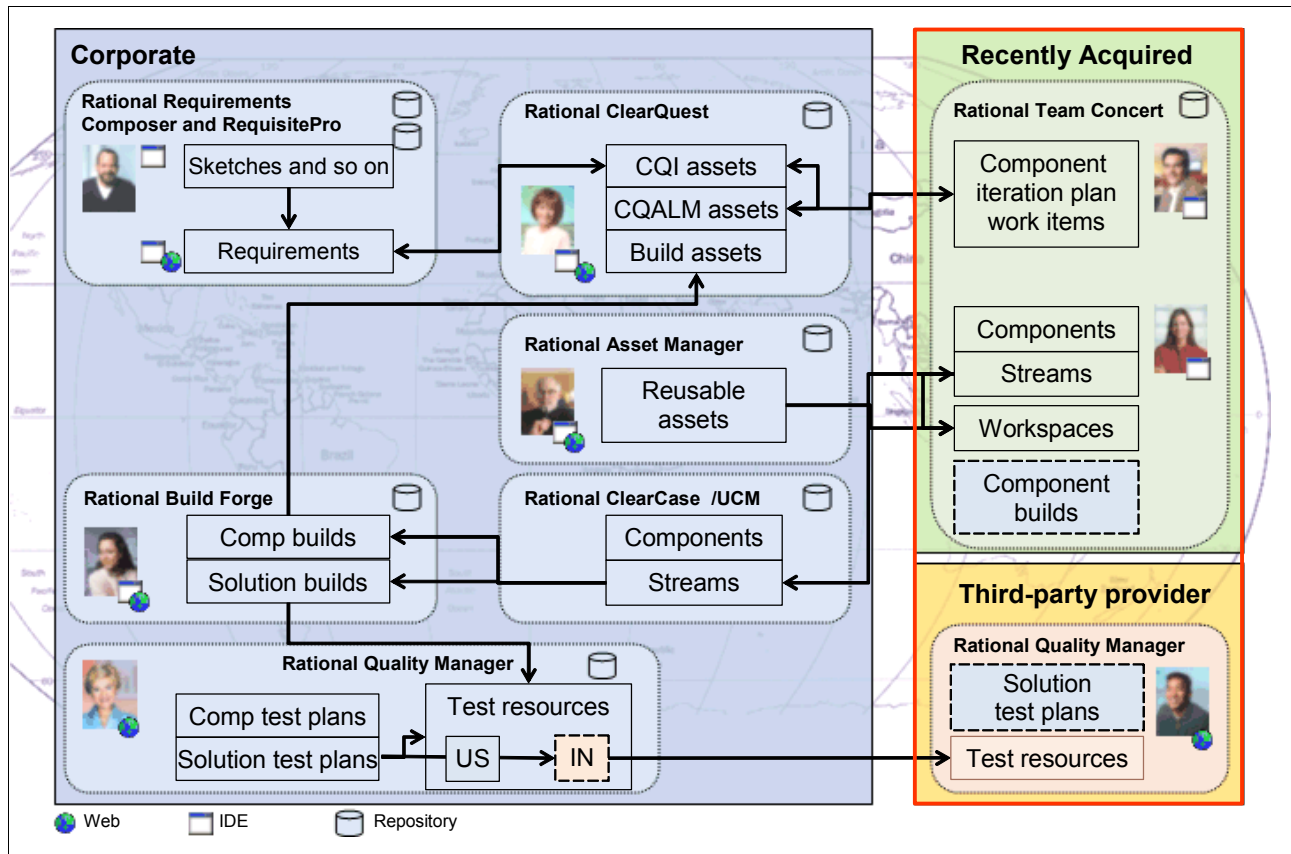 Corporate
Rational Requirements
Composer and RequisitePro
Sketches and so on
Requirements
Rational ClearQuest
CQI assets
CQALM assets
Build assets
Rational Asset Manager
Reusable
assets
Rational Build Forge
Comp builds
Solution builds
Rational ClearCase /UCM
Components
Streams
Rational Quality Manager
Comp test plans
Solution test plans
Test resources
US
IN
Recently Acquired
Rational Team Concert
Component
iteration plan
work items
Components
Streams
Workspaces
Component
builds
Third-party provider
Rational Quality Manager
Solution
test plans
Test resources
Web
IDE
Repository